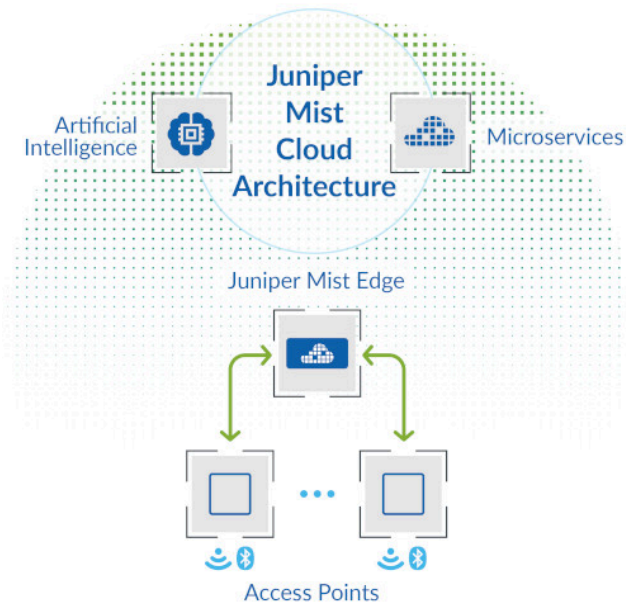 Juniper
Mist
Cloud
Architecture
Artificial
Intelligence
Microservices
Juniper Mist Edge
Access Points